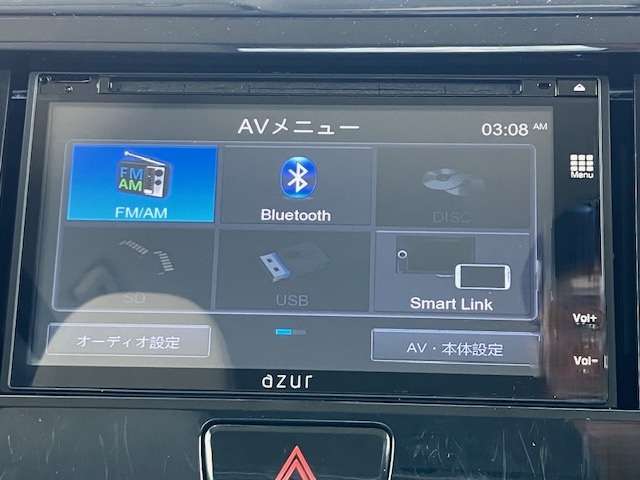 AVメニュー
03:08 AM
FM
AM
Menu
FM/AM
Bluetooth
DISC
SD
USB
Smart Link
Vol+
オーディオ設定
AV・本体設定
Vol-
azur